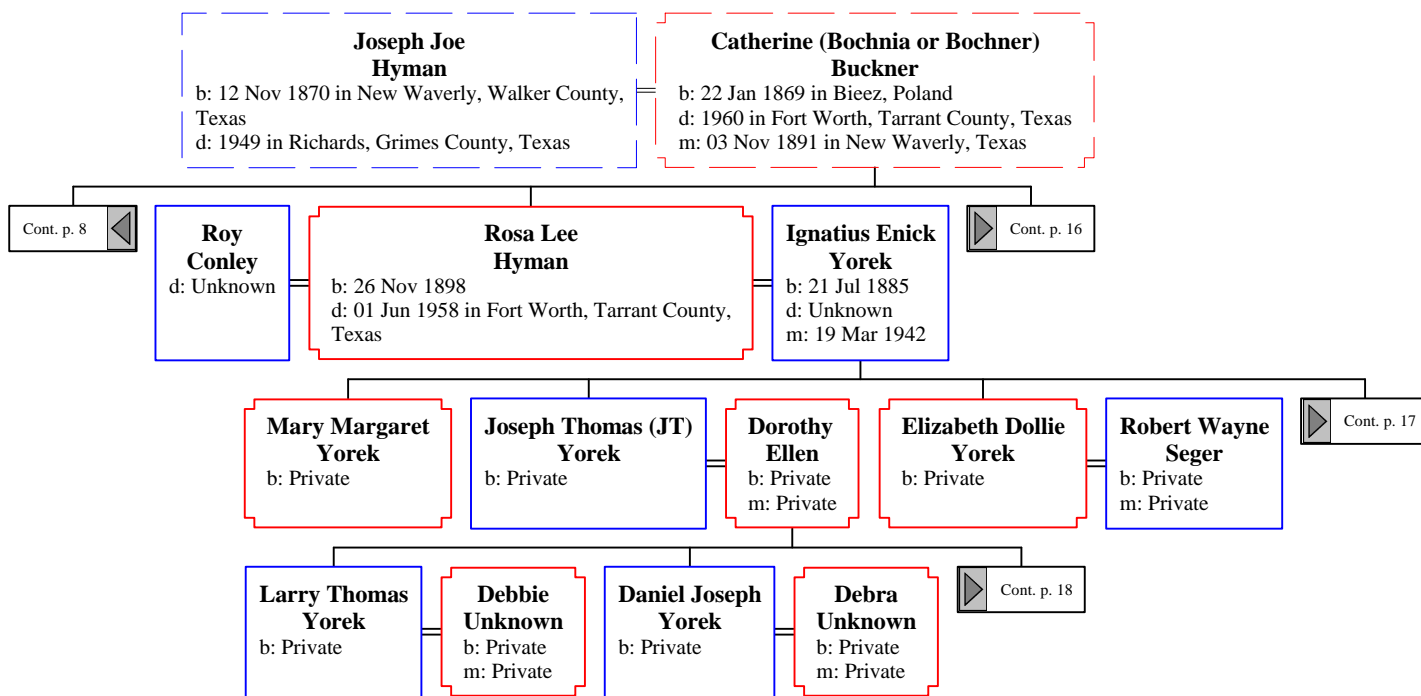 Joseph Joe
Hyman
b: 12 Nov 1870 in New Waverly, Walker County,
Texas
d: 1949 in Richards, Grimes County, Texas
Catherine (Bochnia or Bochner)
Buckner
b: 22 Jan 1869 in Bieez, Poland
d: 1960 in Fort Worth, Tarrant County, Texas
m: 03 Nov 1891 in New Waverly, Texas
Cont. p. 8
Roy
Conley
d: Unknown
Rosa Lee
Hyman
b: 26 Nov 1898
d: 01 Jun 1958 in Fort Worth, Tarrant County,
Texas
Ignatius Enick
Yorek
b: 21 Jul 1885
d: Unknown
m: 19 Mar 1942
Cont. p. 16
Mary Margaret
Yorek
b: Private
Joseph Thomas (JT)
Yorek
b: Private
Dorothy
Ellen
b: Private
m: Private
Elizabeth Dollie
Yorek
b: Private
Robert Wayne
Seger
b: Private
m: Private
Cont. p. 17
Larry Thomas
Yorek
b: Private
Debbie
Unknown
b: Private
m: Private
Daniel Joseph
Yorek
b: Private
Debra
Unknown
b: Private
m: Private
Cont. p. 18